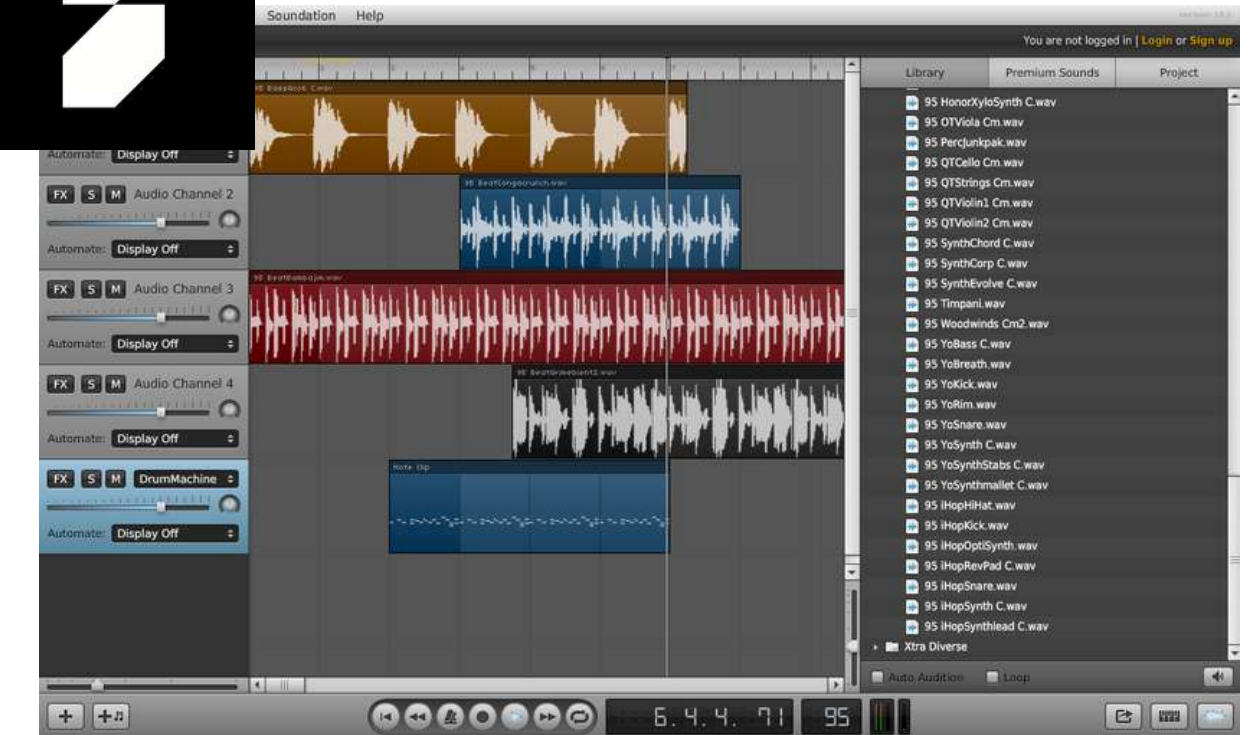 Soundation Help
You are not logged in | Login or Sign up
Library Premium Sounds Project
95 HonorXyloSynth C.wav
95 OTViola Cm.wav
95 PercJunkpak.wav
95 QTCello Cm.wav
95 QTStrings Cm.wav
95 QTViolin1 Cm.wav
95 QTViolin2 Cm.wav
95 SynthChord C.wav
95 SynthCorp C.wav
95 SynthEvolve C.wav
95 Timpani.wav
95 Woodwinds Cm2.wav
95 YoBass C.wav
95 YoBreath.wav
95 YoKick.wav
95 YoRim.wav
95 YoSnare.wav
95 YoSynth C.wav
95 YoSynthStabs C.wav
95 YoSynthmallet C.wav
95 iHopHiHat.wav
95 iHopKick.wav
95 iHopOptiSynth.wav
95 iHopRevPad C.wav
95 iHopSnare.wav
95 iHopSynth C.wav
95 iHopSynthlead C.wav
Xtra Diverse
Auto Audition Loop
Automate: Display Off
FX S M Audio Channel 2
Automate: Display Off
FX S M Audio Channel 3
Automate: Display Off
FX S M Audio Channel 4
Automate: Display Off
FX S M DrumMachine
Automate: Display Off
95 BeatLongocrunch.wav
Note Clip
6.4.4. 71 95